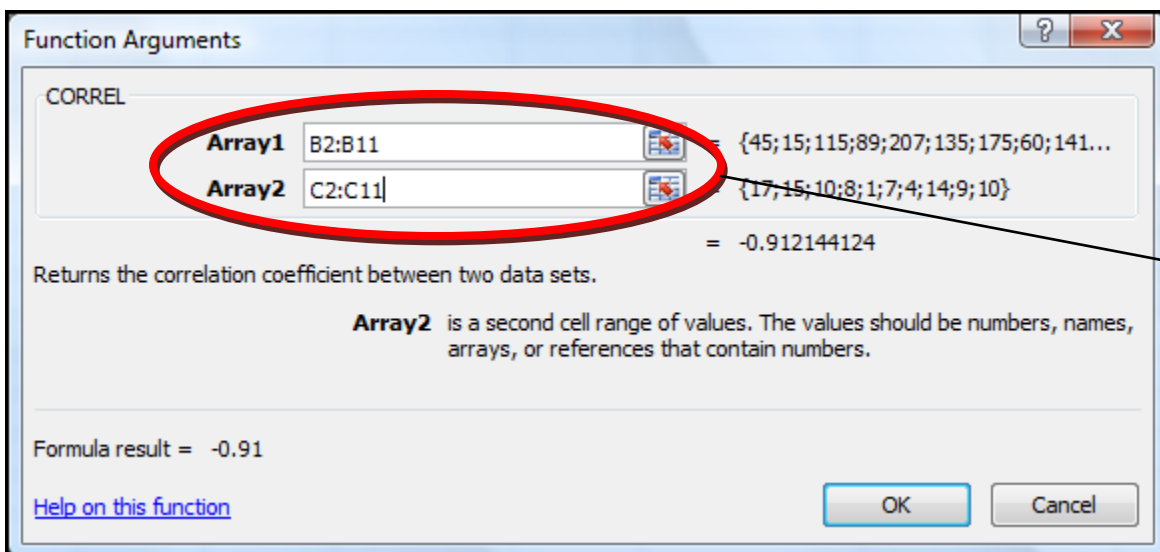 Function Arguments
?
X
CORREL
Array1 B2:B11 = {45;15;115;89;207;135;175;60;141...
Array2 C2:C11 = {17;15;10;8;1;7;4;14;9;10}
= -0.912144124
Returns the correlation coefficient between two data sets.
Array2 is a second cell range of values. The values should be numbers, names,
arrays, or references that contain numbers.
Formula result = -0.91
Help on this function
OK
Cancel